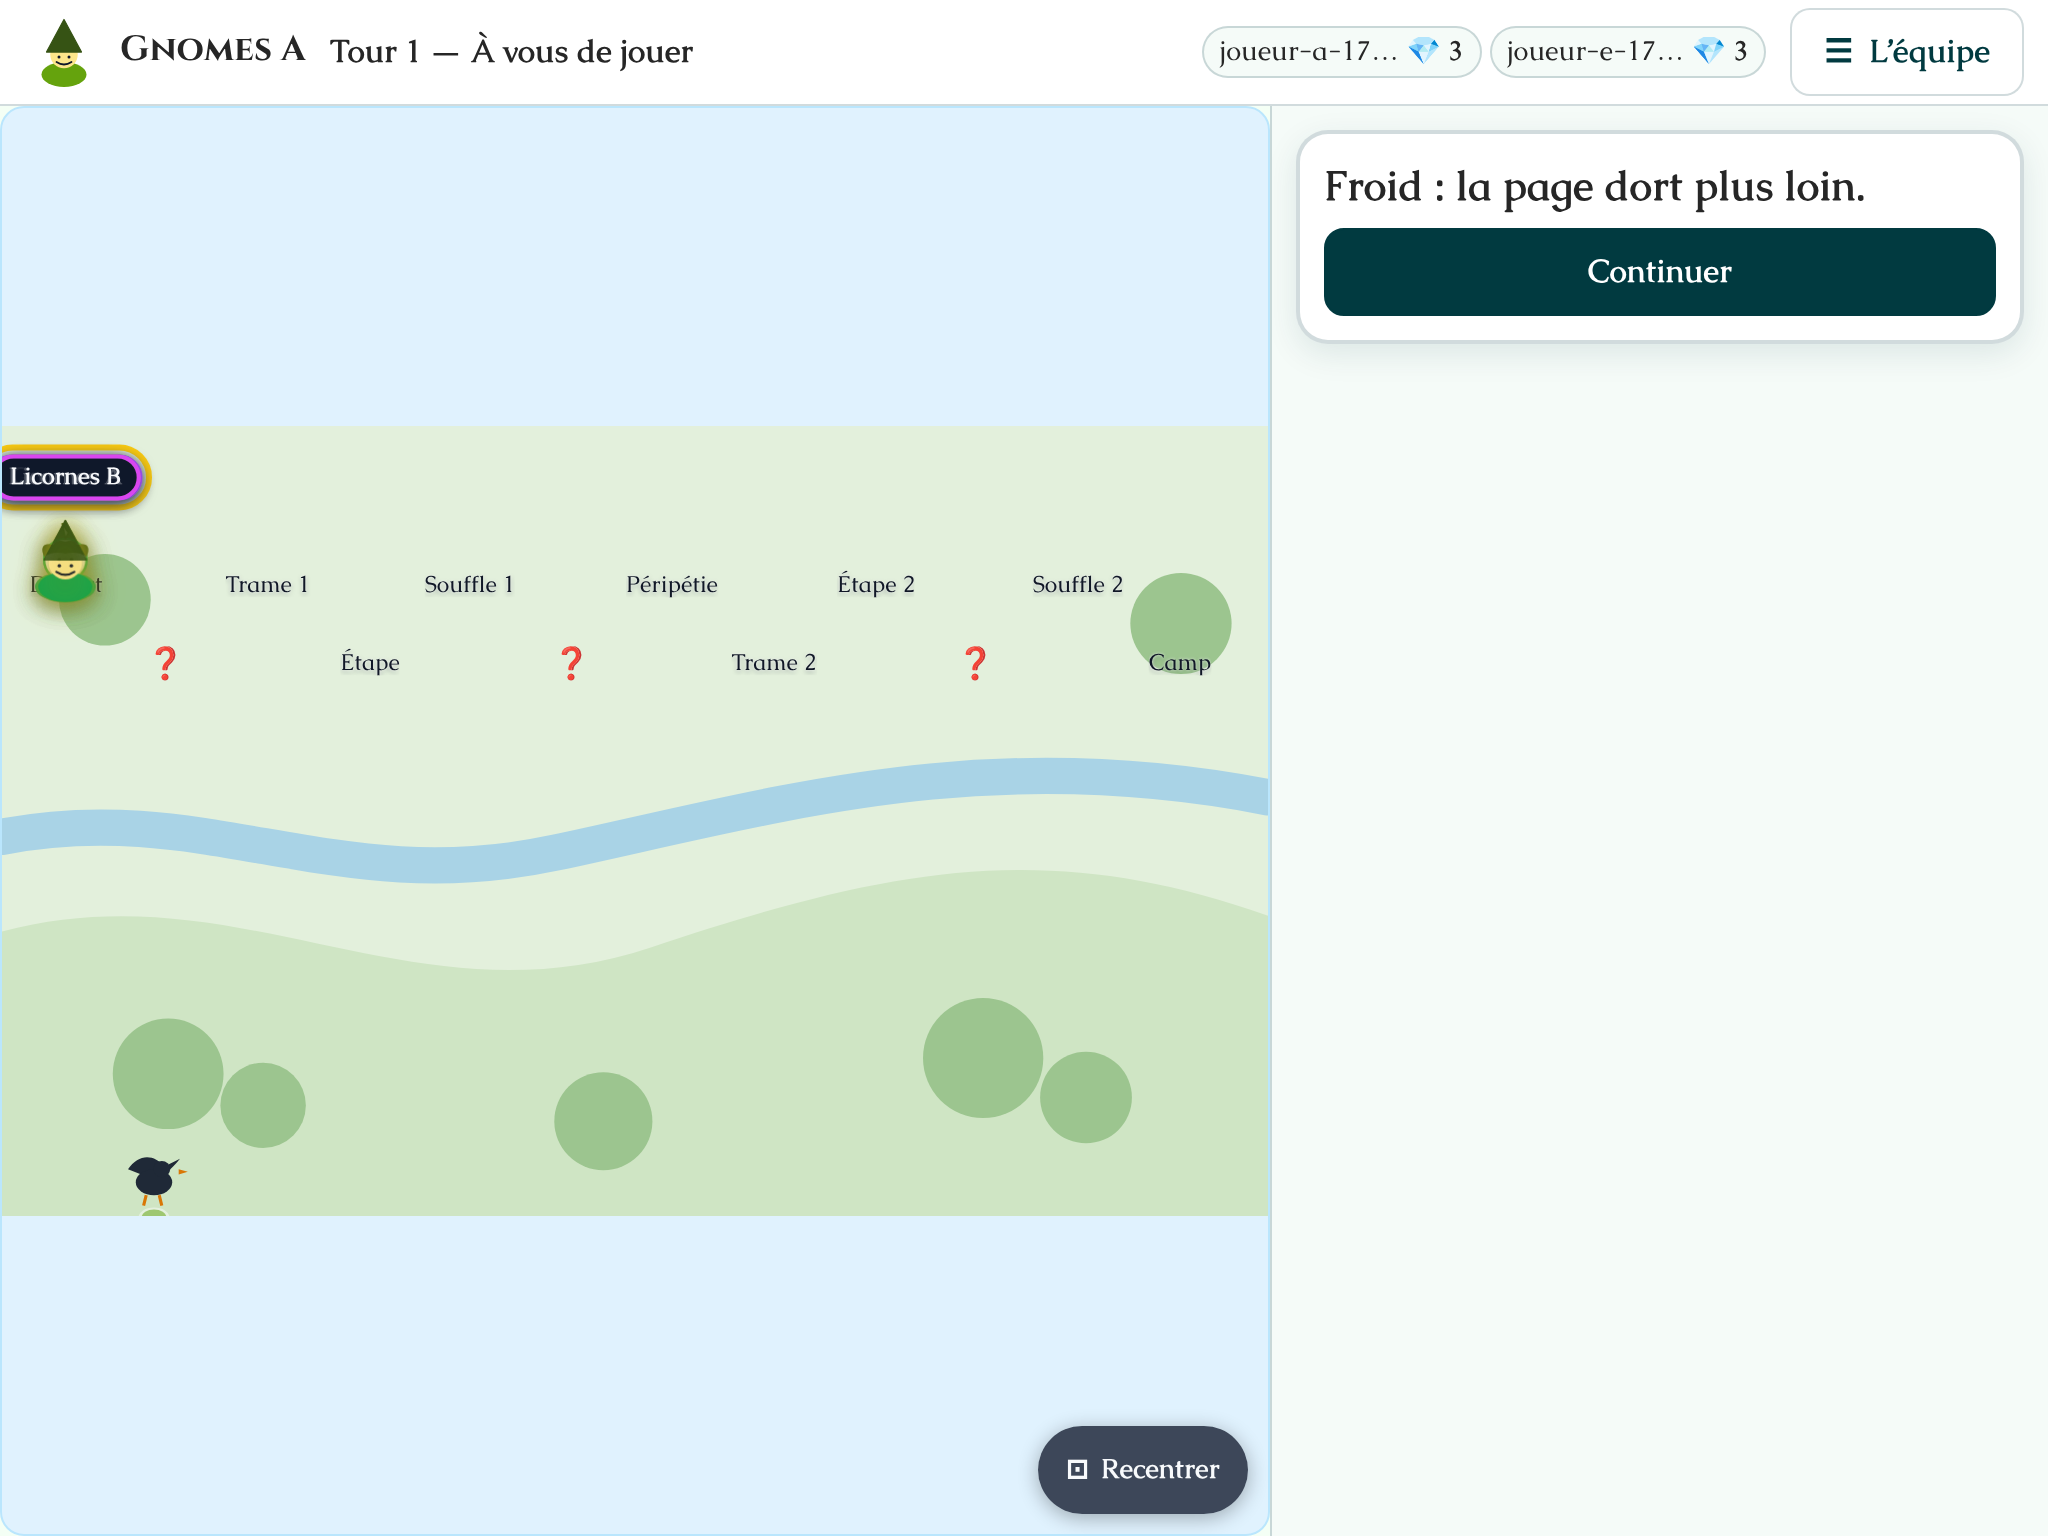 Gnomes A Tour 1 — À vous de jouer
joueur-a-17… 💎 3 joueur-e-17… 💎 3 ☰ L’équipe
Licornes B
Trame 1 Souffle 1 Péripétie Étape 2 Souffle 2
❓ Étape ❓ Trame 2 ❓ Camp
Recentrer
Froid : la page dort plus loin.
Continuer